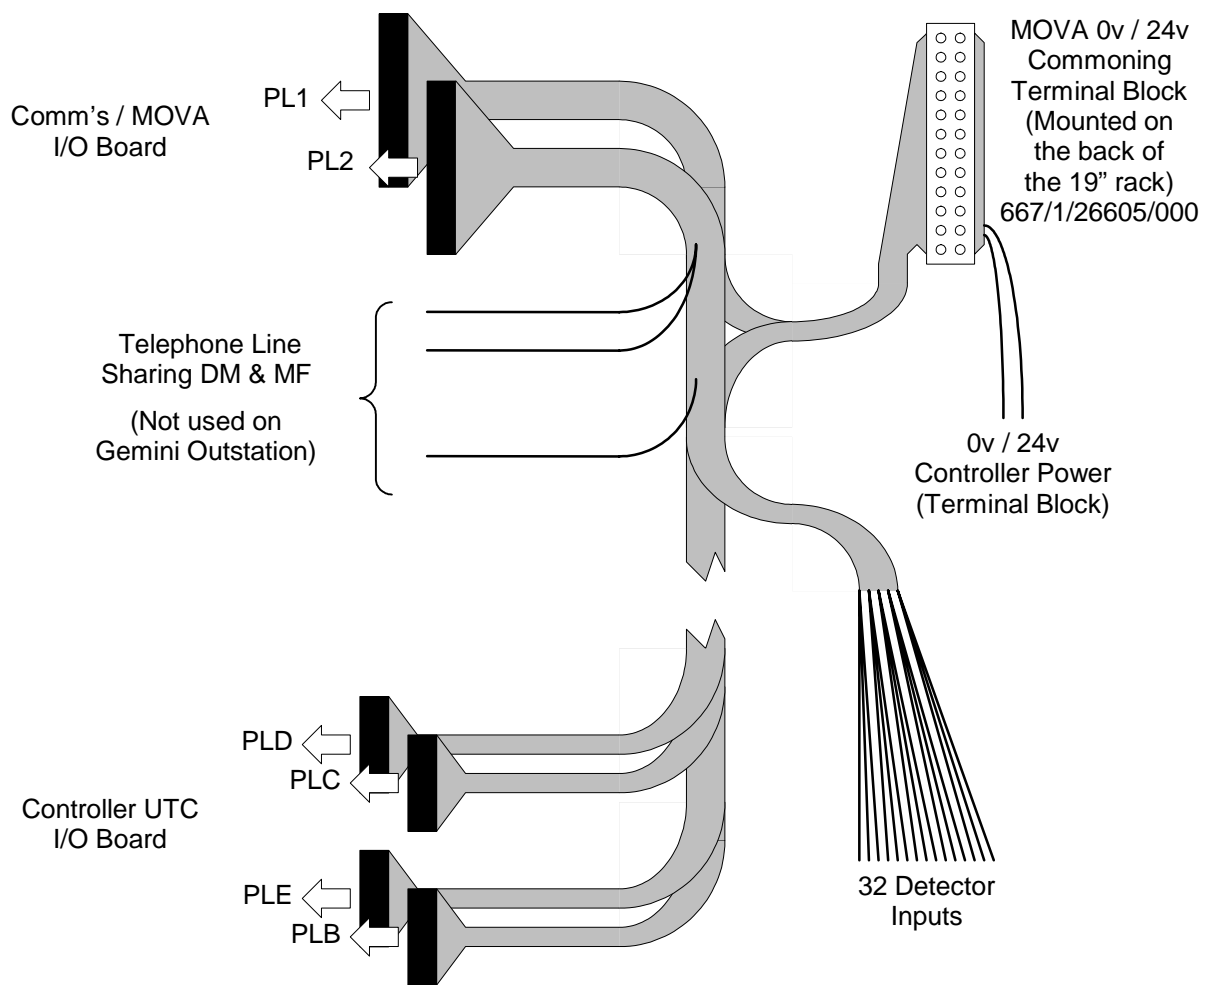 MOVA 0v / 24v
Commoning
Terminal Block
(Mounted on
the back of
the 19” rack)
667/1/26605/000
PL1
Comm's / MOVA
I/O Board
PL2
Telephone Line
Sharing DM & MF
(Not used on
Gemini Outstation)
0v / 24v
Controller Power
(Terminal Block)
PLD
PLC
Controller UTC
I/O Board
PLE
PLB
32 Detector
Inputs